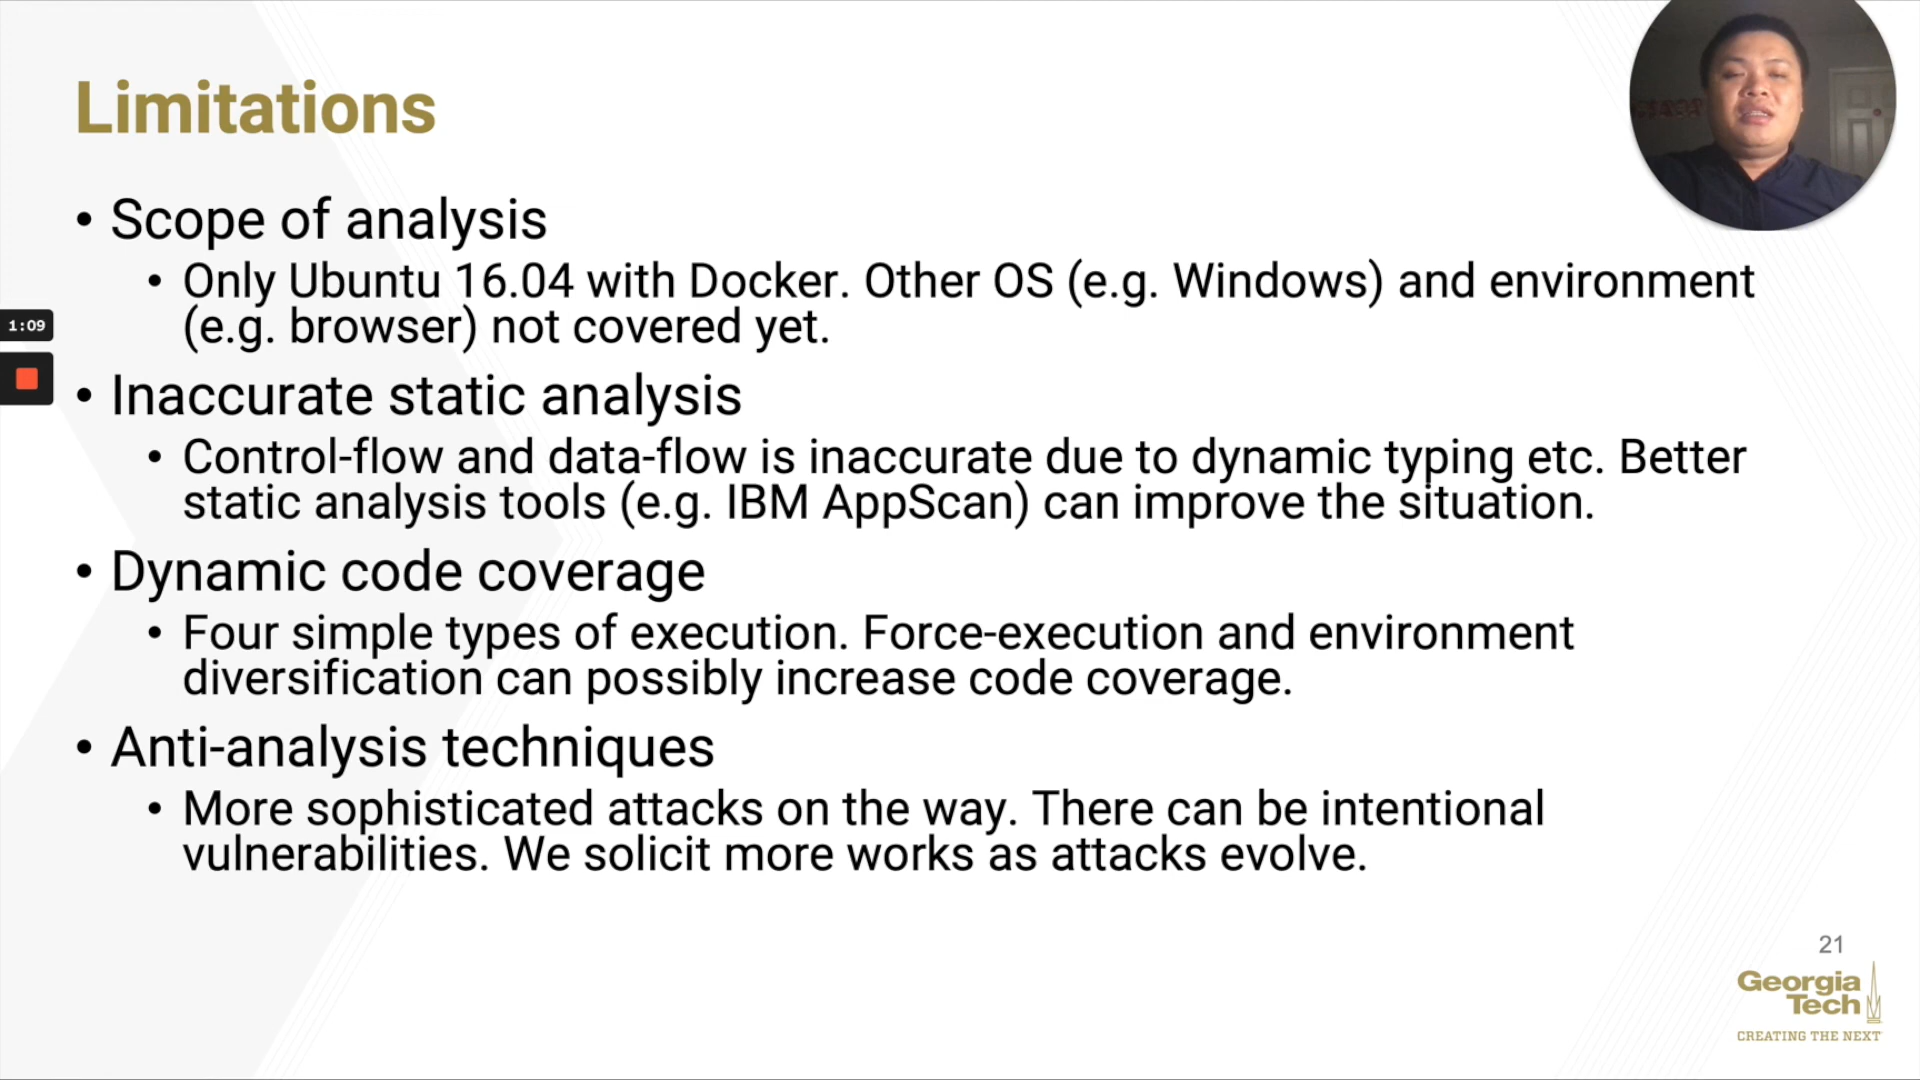 Limitations
• Scope of analysis
• Only Ubuntu 16.04 with Docker. Other OS (e.g. Windows) and environment
(e.g. browser) not covered yet.
1:09
• Inaccurate static analysis
• Control-flow and data-flow is inaccurate due to dynamic typing etc. Better
static analysis tools (e.g. IBM AppScan) can improve the situation.
• Dynamic code coverage
• Four simple types of execution. Force-execution and environment
diversification can possibly increase code coverage.
• Anti-analysis techniques
• More sophisticated attacks on the way. There can be intentional
vulnerabilities. We solicit more works as attacks evolve.
21
Georgia
Tech
CREATING THE NEXT